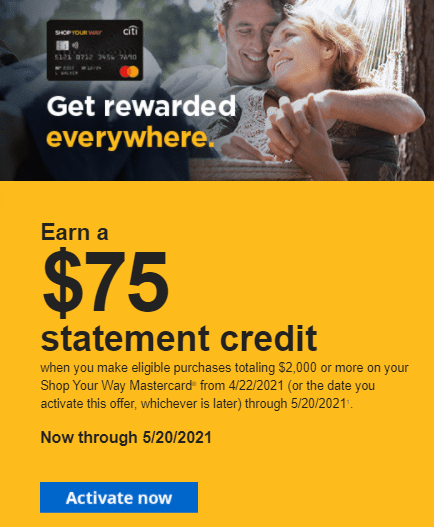 SHOP YOUR WAY
citi
5121 0712 3456 7890
L WALKER
Get rewarded
everywhere.
Earn a
$75
statement credit
when you make eligible purchases totaling $2,000 or more on your
Shop Your Way Mastercard® from 4/22/2021 (or the date you
activate this offer, whichever is later) through 5/20/2021¹.
Now through 5/20/2021
Activate now